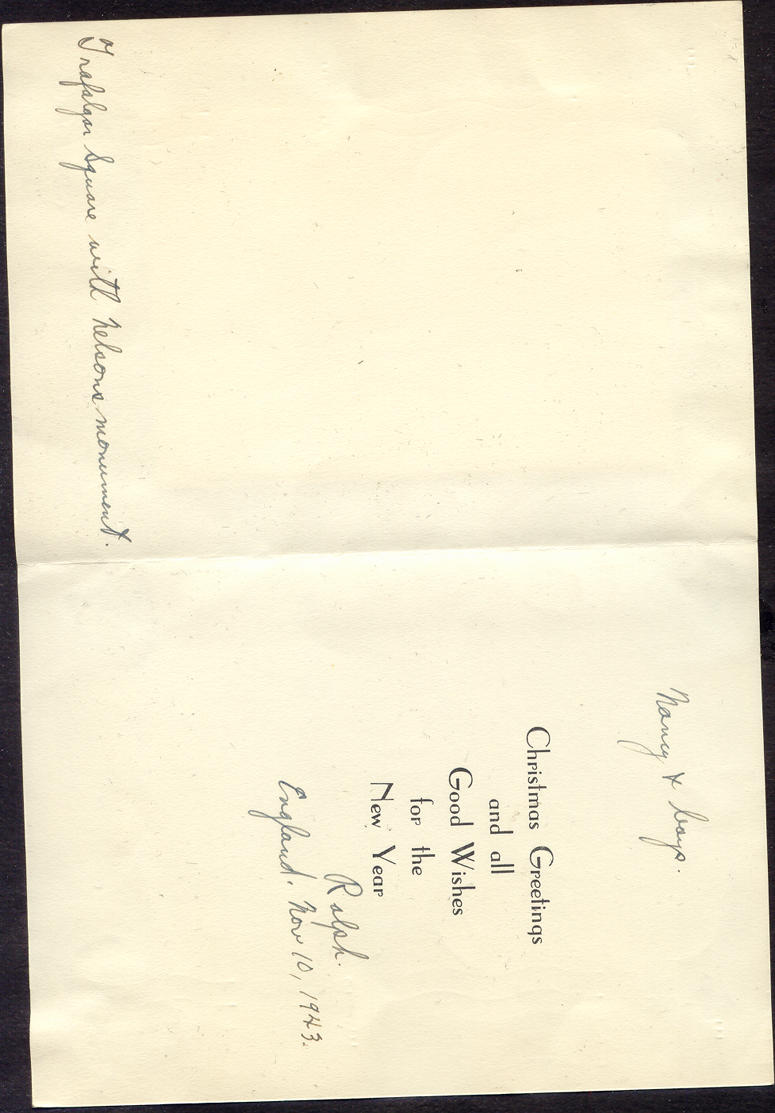 Trafalgar Square with Nelsons monument.
Nancy & boys.
Christmas Greetings
and all
Good Wishes
for the
New Year
Ralph.
England. Nov 10, 1943.